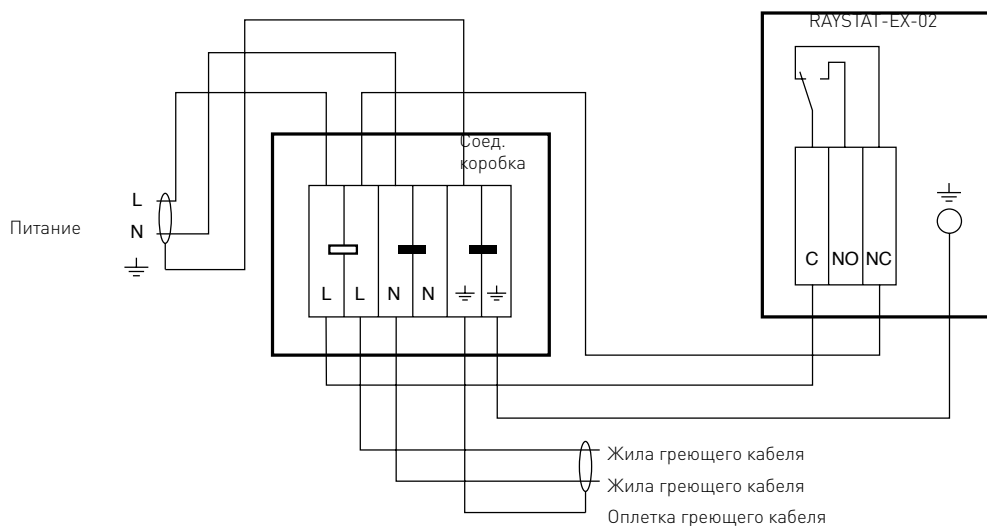 RAYSTAT-EX-02
Соед.
коробка
L
Питание
N
L L N N
C NO NC
Жила греющего кабеля
Жила греющего кабеля
Оплетка греющего кабеля